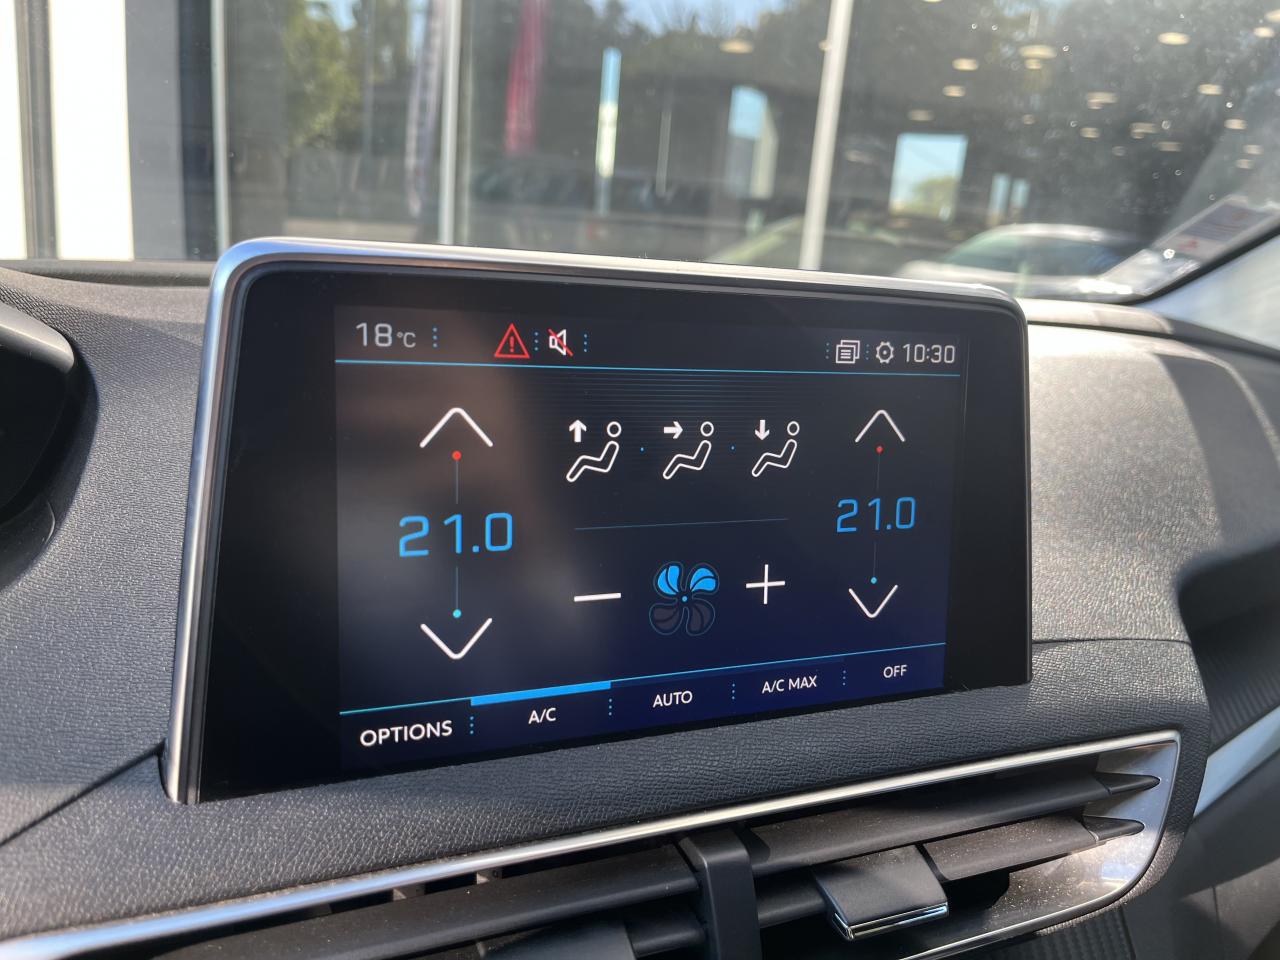 18°C 10:30
21.0 21.0
OPTIONS A/C AUTO A/C MAX OFF